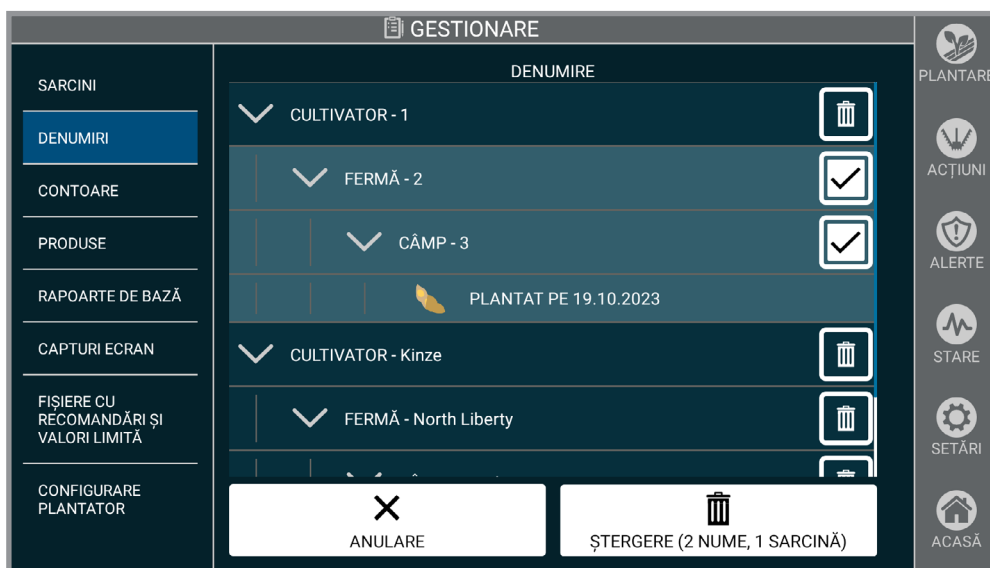 GESTIONARE
SARCINI
DENUMIRI
CONTOARE
PRODUSE
RAPOARTE DE BAZĂ
CAPTURI ECRAN
FIȘIERE CU
RECOMANDĂRI ȘI
VALORI LIMITĂ
CONFIGURARE
PLANTATOR
DENUMIRE
CULTIVATOR - 1
FERMĂ - 2
CÂMP - 3
PLANTAT PE 19.10.2023
CULTIVATOR - Kinze
FERMĂ - North Liberty
ANULARE
ȘTERGERE (2 NUME, 1 SARCINĂ)
PLANTARE
ACȚIUNI
ALERTE
STARE
SETĂRI
ACASĂ